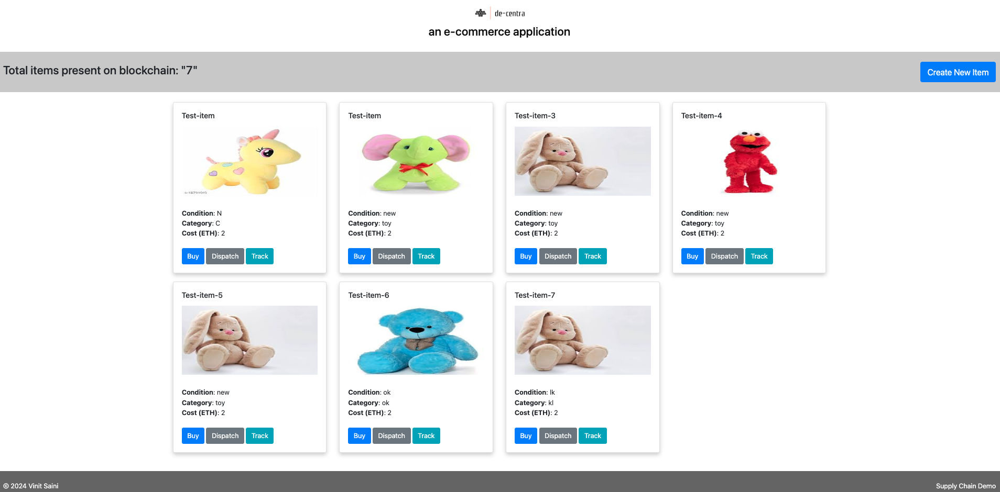 de-centra
an e-commerce application
Total items present on blockchain: "7"
Create New Item
Test-item
Condition: N
Category: C
Cost (ETH): 2
Buy Dispatch Track
Test-item
Condition: new
Category: toy
Cost (ETH): 2
Buy Dispatch Track
Test-item-3
Condition: new
Category: toy
Cost (ETH): 2
Buy Dispatch Track
Test-item-4
Condition: new
Category: toy
Cost (ETH): 2
Buy Dispatch Track
Test-item-5
Condition: new
Category: toy
Cost (ETH): 2
Buy Dispatch Track
Test-item-6
Condition: ok
Category: ok
Cost (ETH): 2
Buy Dispatch Track
Test-item-7
Condition: lk
Category: kl
Cost (ETH): 2
Buy Dispatch Track
© 2024 Vinit Saini
Supply Chain Demo